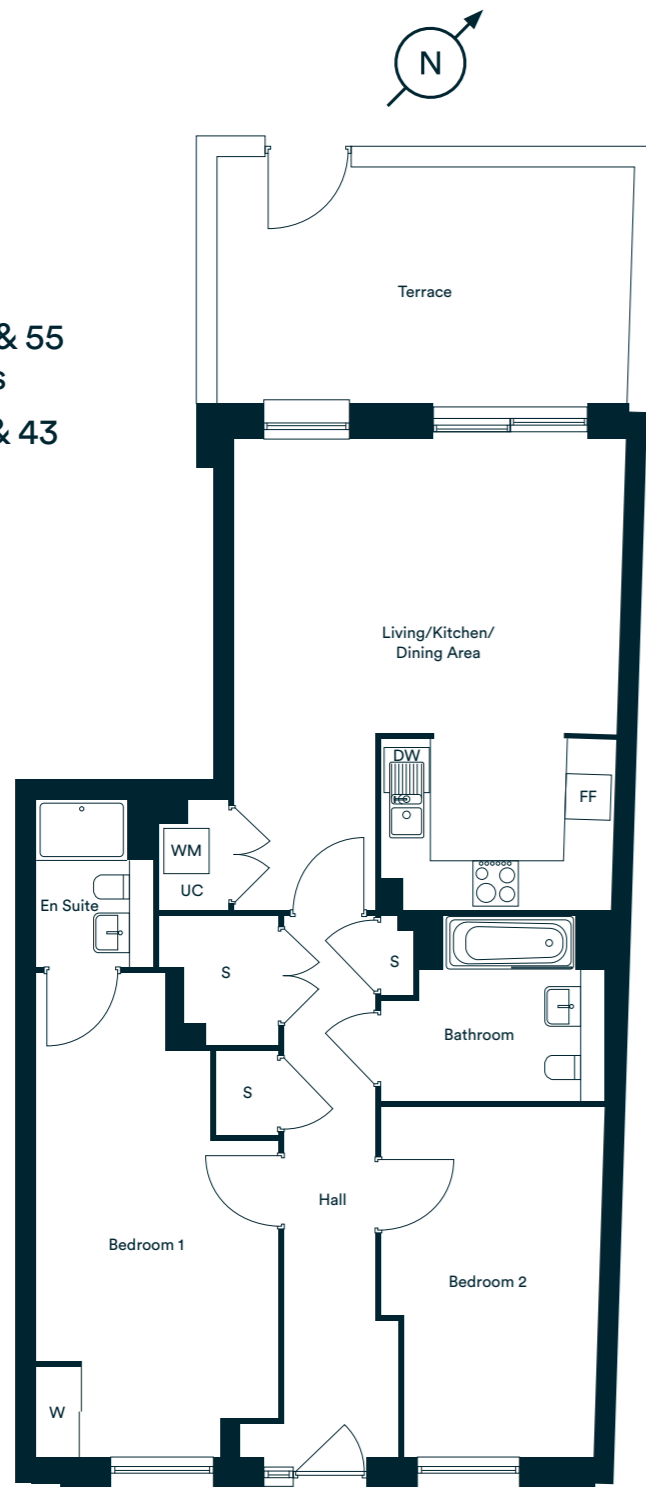 N
Terrace
& 55
s
& 43
Living/Kitchen/
Dining Area
DW
FF
WM
UC
En Suite
S
S
Bathroom
S
Hall
Bedroom 1
Bedroom 2
W